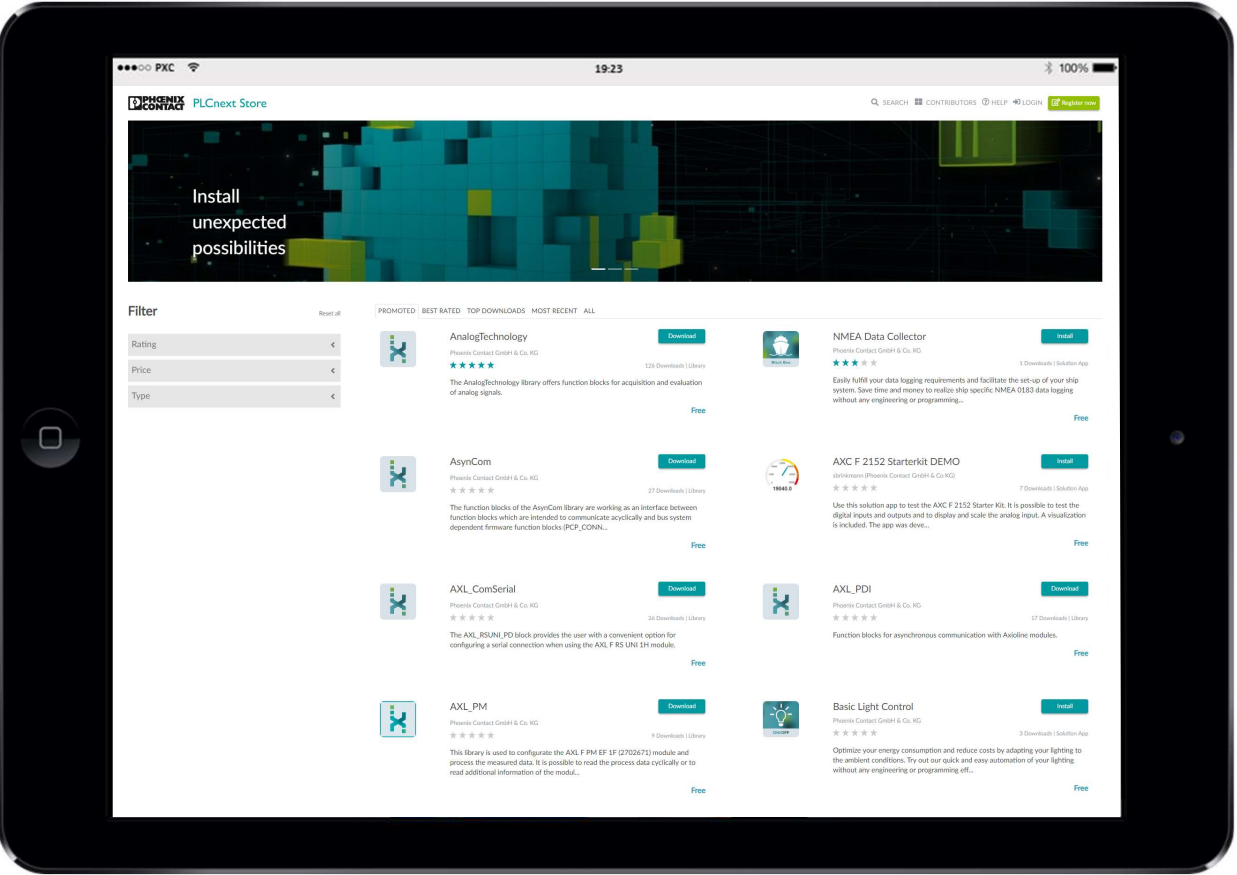 PXC
19:23
100%
PHŒNIX
CONTACT
PLCnext Store
SEARCH CONTRIBUTORS HELP LOGIN Register now
Install
unexpected
possibilities
Filter
Reset all
Rating
Price
Type
PROMOTED BEST RATED TOP DOWNLOADS MOST RECENT ALL
AnalogTechnology
Download
Phoenix Contact GmbH & Co. KG
126 Downloads | Library
The AnalogTechnology library offers function blocks for acquisition and evaluation
of analog signals.
Free
Black Box
NMEA Data Collector
Install
Phoenix Contact GmbH & Co. KG
1 Downloads | Solution App
Easily fulfill your data logging requirements and facilitate the set-up of your ship
system. Save time and money to realize ship specific NMEA 0183 data logging
without any engineering or programming...
Free
AsynCom
Download
Phoenix Contact GmbH & Co. KG
27 Downloads | Library
The function blocks of the AsynCom library are working as an interface between
function blocks which are intended to communicate acyclically and bus system
dependent firmware function blocks (PCP_CONN...
Free
19040.0
AXC F 2152 Starterkit DEMO
Install
sbrinkmann (Phoenix Contact GmbH & Co KG)
7 Downloads | Solution App
Use this solution app to test the AXC F 2152 Starter Kit. It is possible to test the
digital inputs and outputs and to display and scale the analog input. A visualization
is included. The app was deve...
Free
AXL_ComSerial
Download
Phoenix Contact GmbH & Co. KG
26 Downloads | Library
The AXL_RSUNI_PD block provides the user with a convenient option for
configuring a serial connection when using the AXL F RS UNI 1H module.
Free
AXL_PDI
Download
Phoenix Contact GmbH & Co. KG
17 Downloads | Library
Function blocks for asynchronous communication with Axioline modules.
Free
AXL_PM
Download
Phoenix Contact GmbH & Co. KG
9 Downloads | Library
This library is used to configurate the AXL F PM EF 1F (2702671) module and
process the measured data. It is possible to read the process data cyclically or to
read additional information of the modul...
Free
ON/OFF
Basic Light Control
Install
Phoenix Contact GmbH & Co. KG
3 Downloads | Solution App
Optimize your energy consumption and reduce costs by adapting your lighting to
the ambient conditions. Try out our quick and easy automation of your lighting
without any engineering or programming eff...
Free